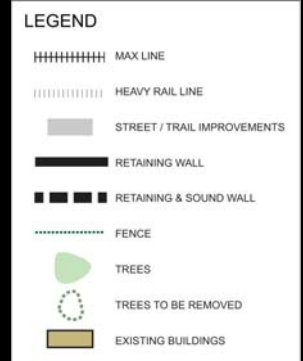 LEGEND
MAX LINE
HEAVY RAIL LINE
STREET / TRAIL IMPROVEMENTS
RETAINING WALL
RETAINING & SOUND WALL
FENCE
TREES
TREES TO BE REMOVED
EXISTING BUILDINGS